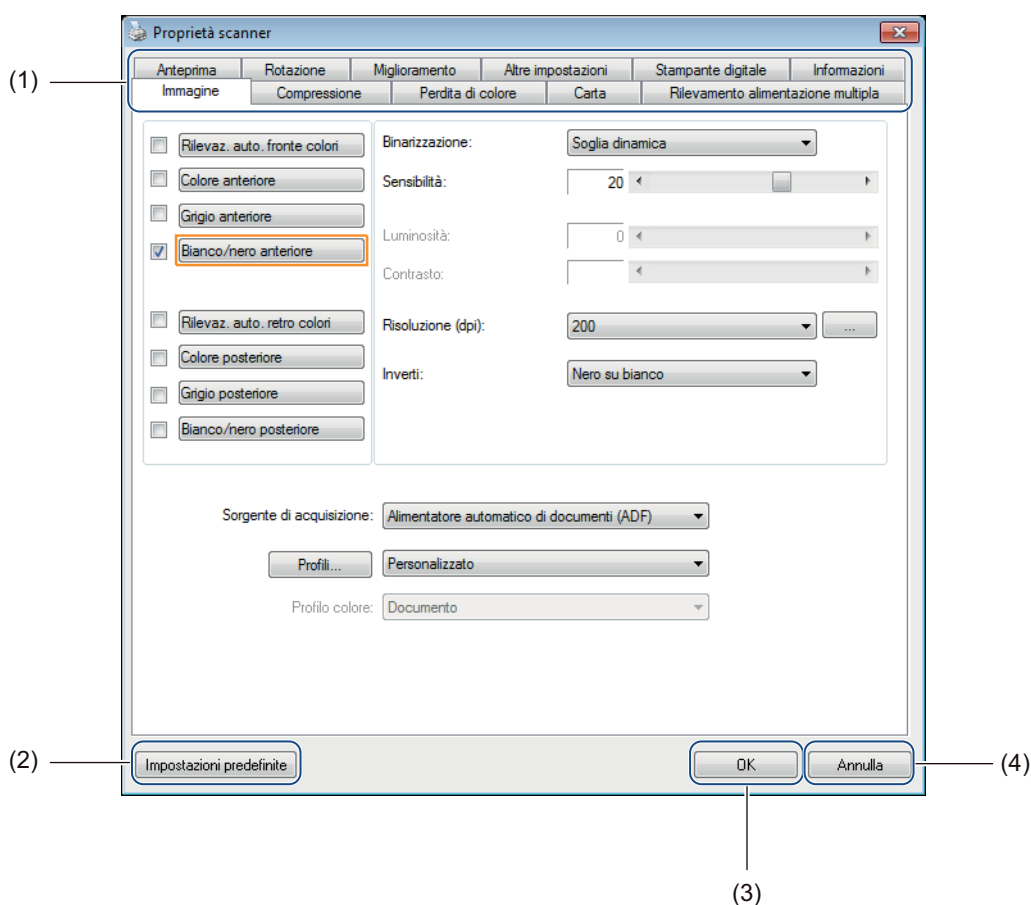 Proprietà scanner
(1)
Anteprima Rotazione Miglioramento Altre impostazioni Stampante digitale Informazioni
Immagine Compressione Perdita di colore Carta Rilevamento alimentazione multipla
Rilevaz. auto. fronte colori
Colore anteriore
Grigio anteriore
Bianco/nero anteriore
Rilevaz. auto. retro colori
Colore posteriore
Grigio posteriore
Bianco/nero posteriore
Binarizzazione: Soglia dinamica
Sensibilità: 20
Luminosità: 0
Contrasto:
Risoluzione (dpi): 200 ...
Inverti: Nero su bianco
Sorgente di acquisizione: Alimentatore automatico di documenti (ADF)
Profili... Personalizzato
Profilo colore: Documento
(2) Impostazioni predefinite OK Annulla (4)
(3)